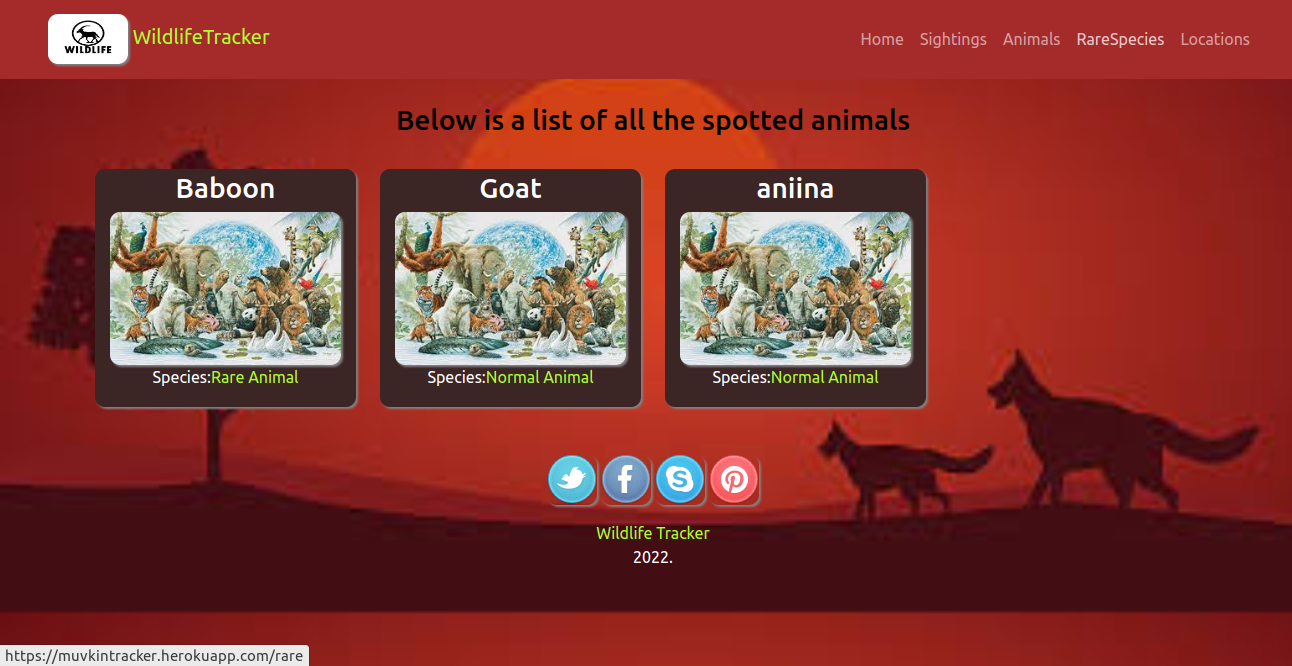 WILDLIFE
WildlifeTracker
Home Sightings Animals RareSpecies Locations
Below is a list of all the spotted animals
Baboon Goat aniina
Species:Rare Animal Species:Normal Animal Species:Normal Animal
Wildlife Tracker
2022.
https://muvkintracker.herokuapp.com/rare